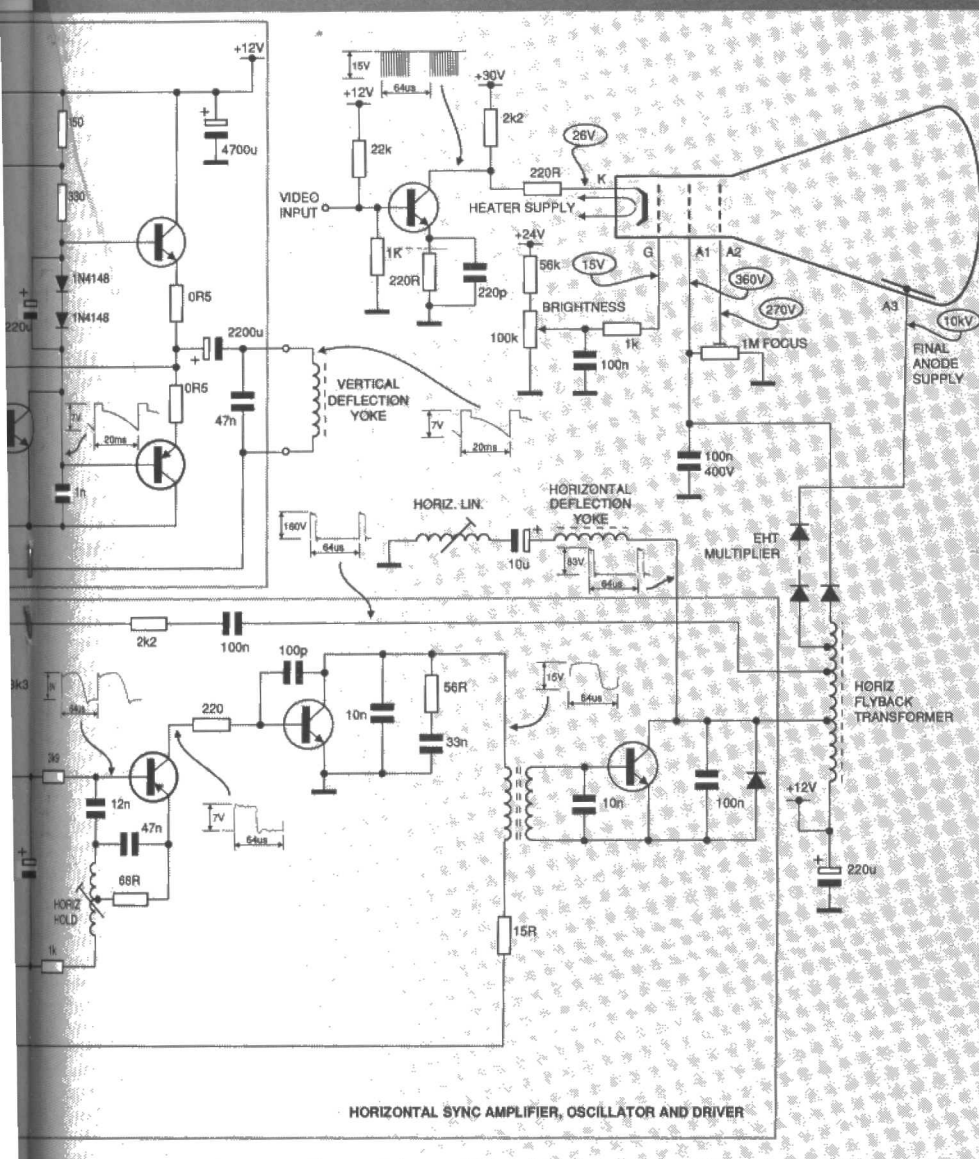 +12V
4700u
330
1N4148
1N4148
220u
0R5
0R5
2200u
47n
7V
20ms
1n
VERTICAL
DEFLECTION
YOKE
7V
20ms
15V
64us
+12V
22k
VIDEO
INPUT
1K
220R
220p
+30V
2k2
220R
26V
K
HEATER SUPPLY
+24V
56k
BRIGHTNESS
100k
100n
1k
15V
G
A1
A2
360V
270V
1M FOCUS
A3
10kV
FINAL
ANODE
SUPPLY
100n
400V
HORIZ. LIN.
10u
HORIZONTAL
DEFLECTION
YOKE
160V
64us
83V
64us
EHT
MULTIPLIER
HORIZ
FLYBACK
TRANSFORMER
+12V
220u
2k2
100n
220
100p
10n
56R
33n
15V
64us
10n
100n
15R
12n
47n
68R
HORIZ
HOLD
1k
7V
64us
HORIZONTAL SYNC AMPLIFIER, OSCILLATOR AND DRIVER